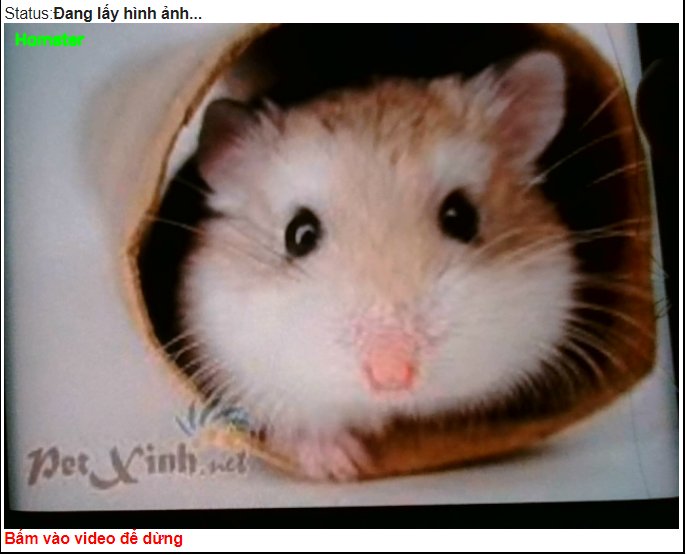 Status:Đang lấy hình ảnh...
Hamster
PetXinh.net
Bấm vào video để dừng